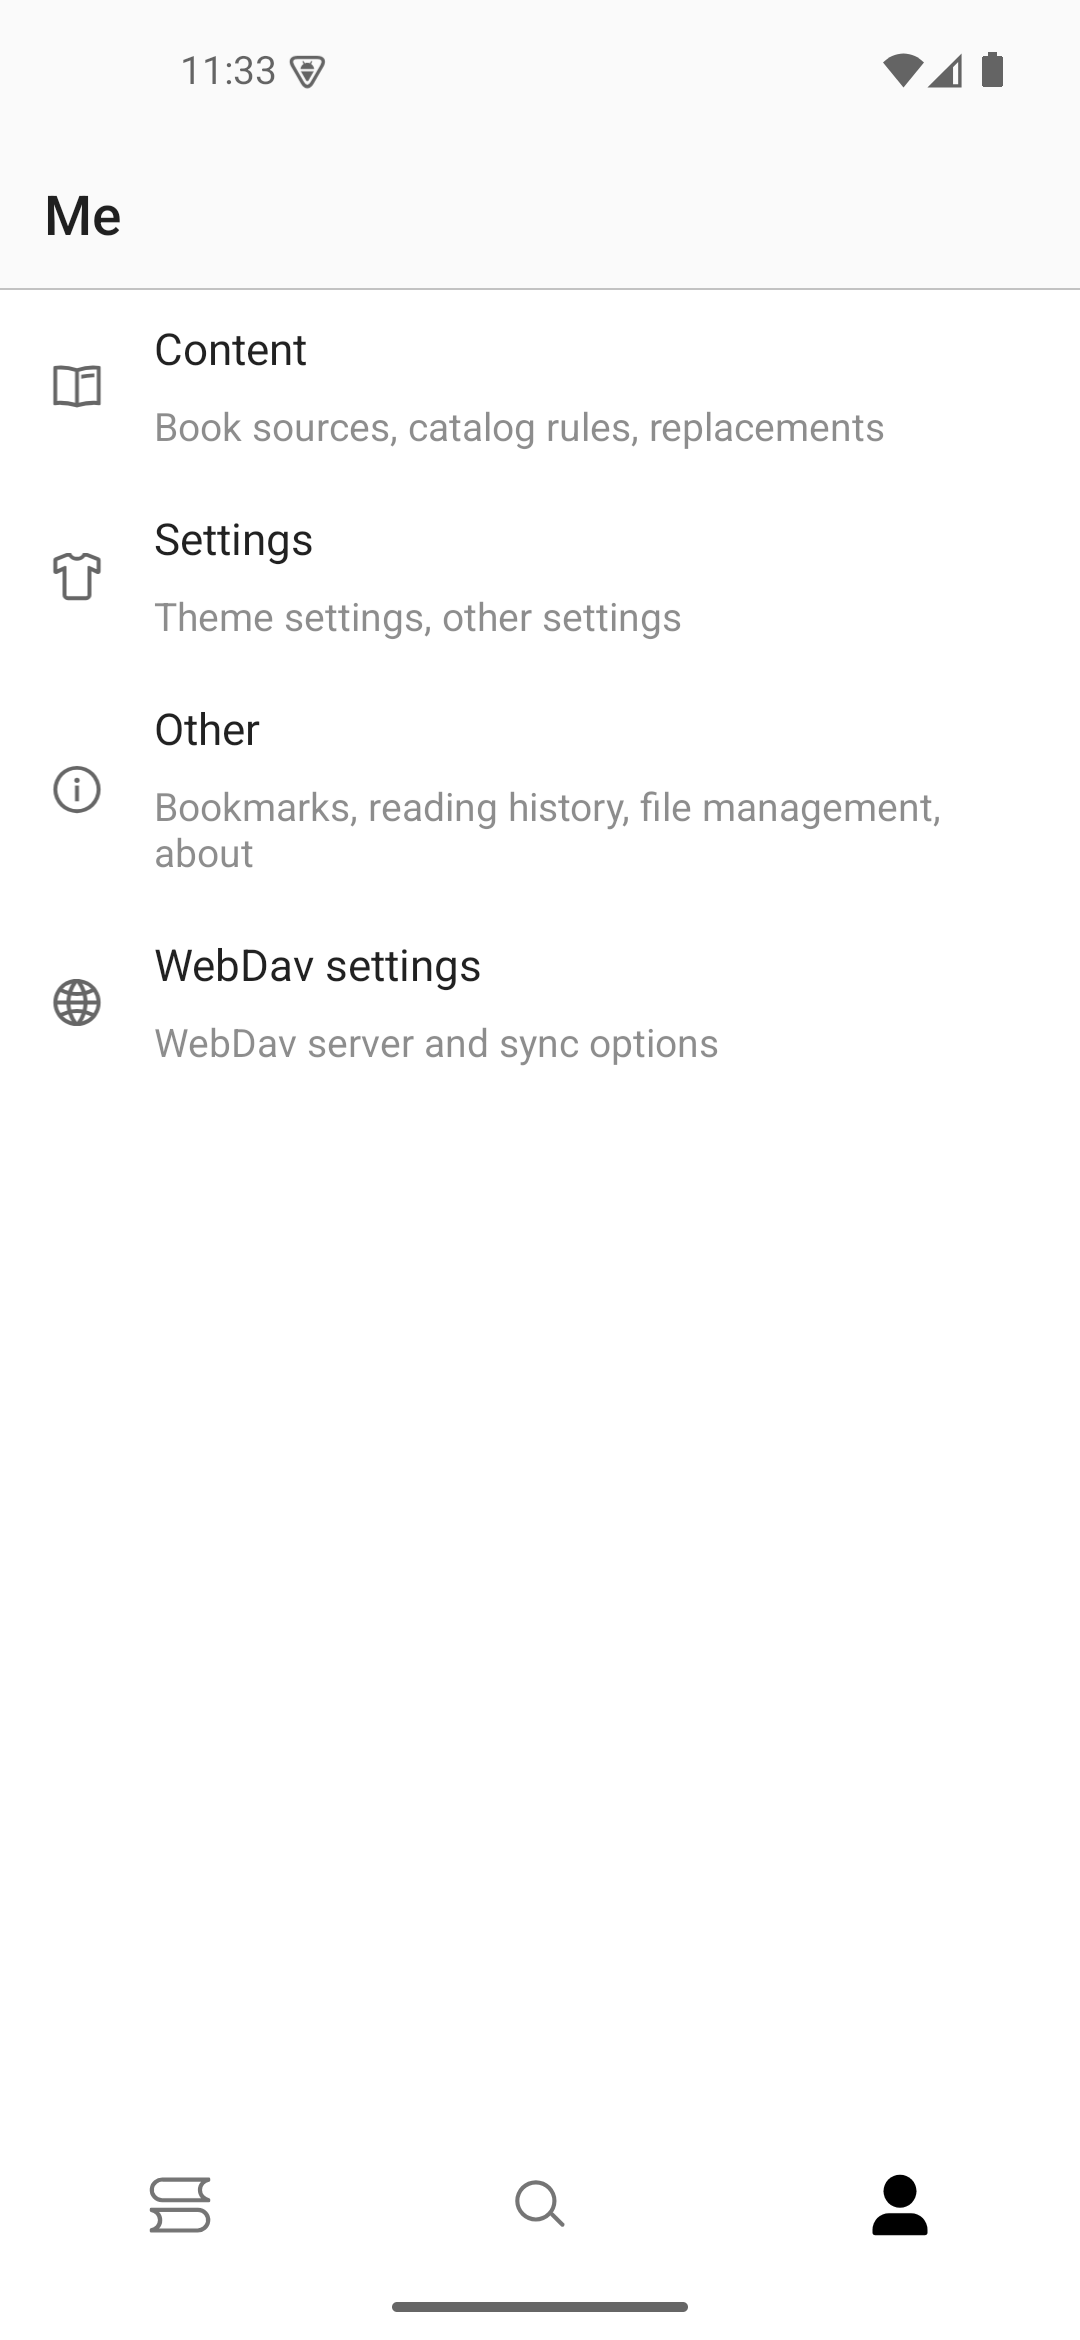 11:33
Me
Content
Book sources, catalog rules, replacements
Settings
Theme settings, other settings
Other
Bookmarks, reading history, file management,
about
WebDav settings
WebDav server and sync options